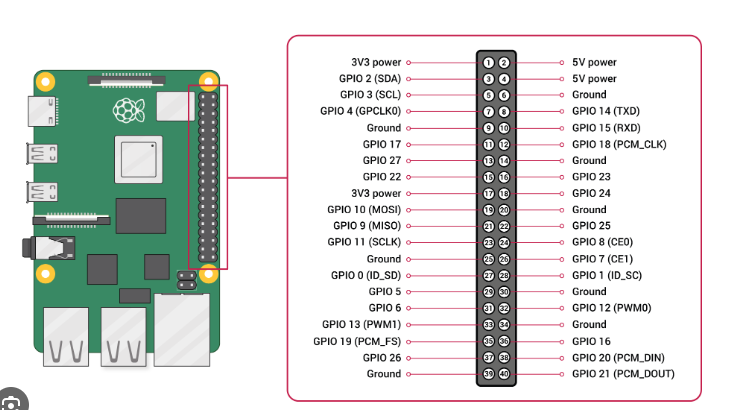 3V3 power 1 2 5V power
GPIO 2 (SDA) 3 4 5V power
GPIO 3 (SCL) 5 6 Ground
GPIO 4 (GPCLK0) 7 8 GPIO 14 (TXD)
Ground 9 10 GPIO 15 (RXD)
GPIO 17 11 12 GPIO 18 (PCM_CLK)
GPIO 27 13 14 Ground
GPIO 22 15 16 GPIO 23
3V3 power 17 18 GPIO 24
GPIO 10 (MOSI) 19 20 Ground
GPIO 9 (MISO) 21 22 GPIO 25
GPIO 11 (SCLK) 23 24 GPIO 8 (CE0)
Ground 25 26 GPIO 7 (CE1)
GPIO 0 (ID_SD) 27 28 GPIO 1 (ID_SC)
GPIO 5 29 30 Ground
GPIO 6 31 32 GPIO 12 (PWM0)
GPIO 13 (PWM1) 33 34 Ground
GPIO 19 (PCM_FS) 35 36 GPIO 16
GPIO 26 37 38 GPIO 20 (PCM_DIN)
Ground 39 40 GPIO 21 (PCM_DOUT)